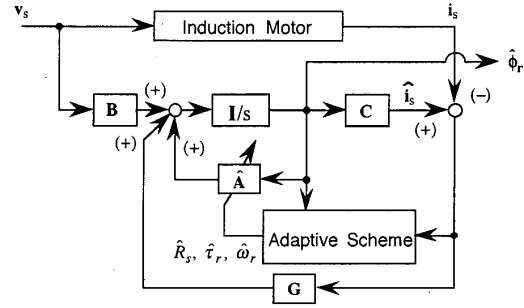 v_s
Induction Motor
i_s
φ̂_r
B
(+)
I/s
C
î_s
(−)
(+)
(+)
(+)
Â
R̂_s, τ̂_r, ω̂_r
Adaptive Scheme
G